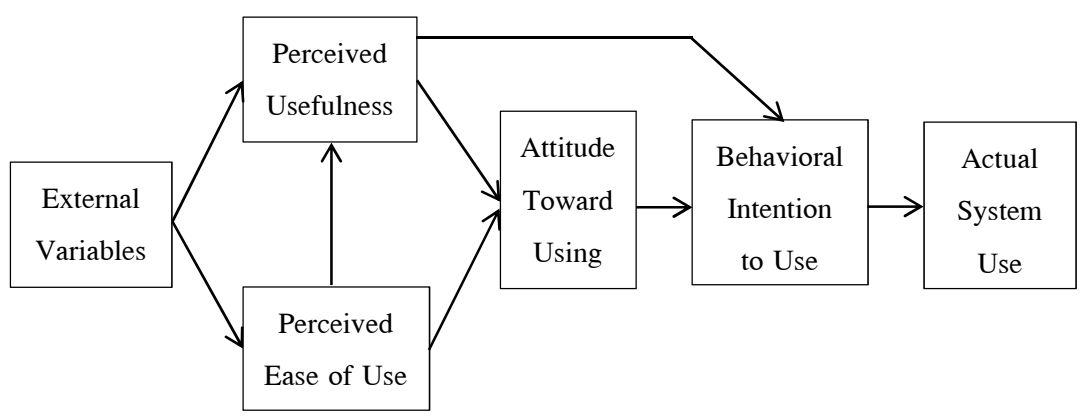 Perceived
Usefulness
External
Variables
Perceived
Ease of Use
Attitude
Toward
Using
Behavioral
Intention
to Use
Actual
System
Use